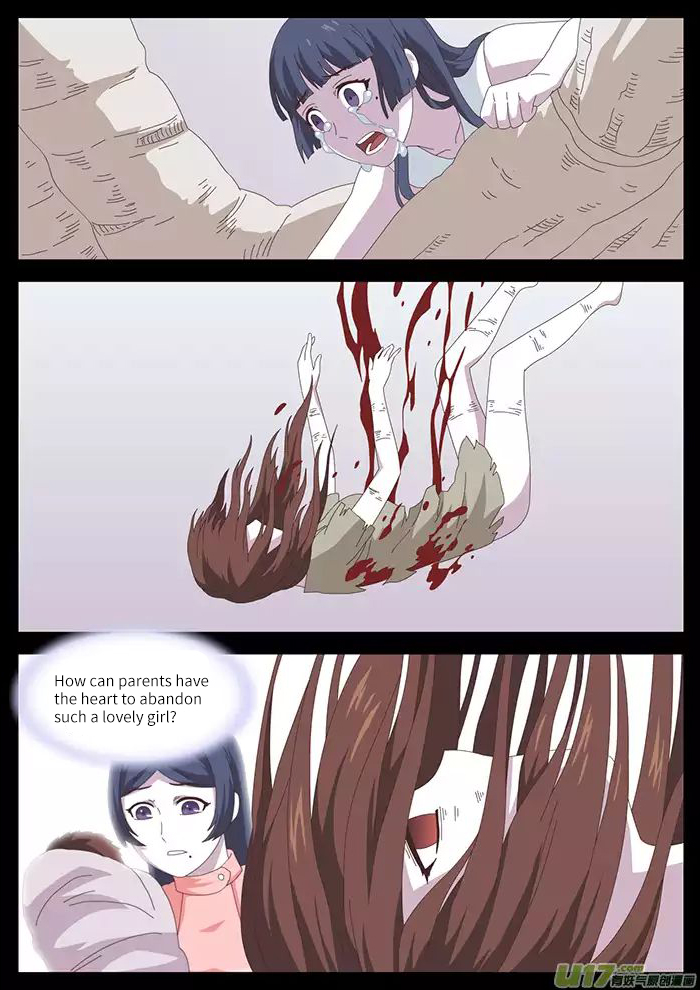 How can parents have
the heart to abandon
such a lovely girl?
U17.com
有妖气原创漫画